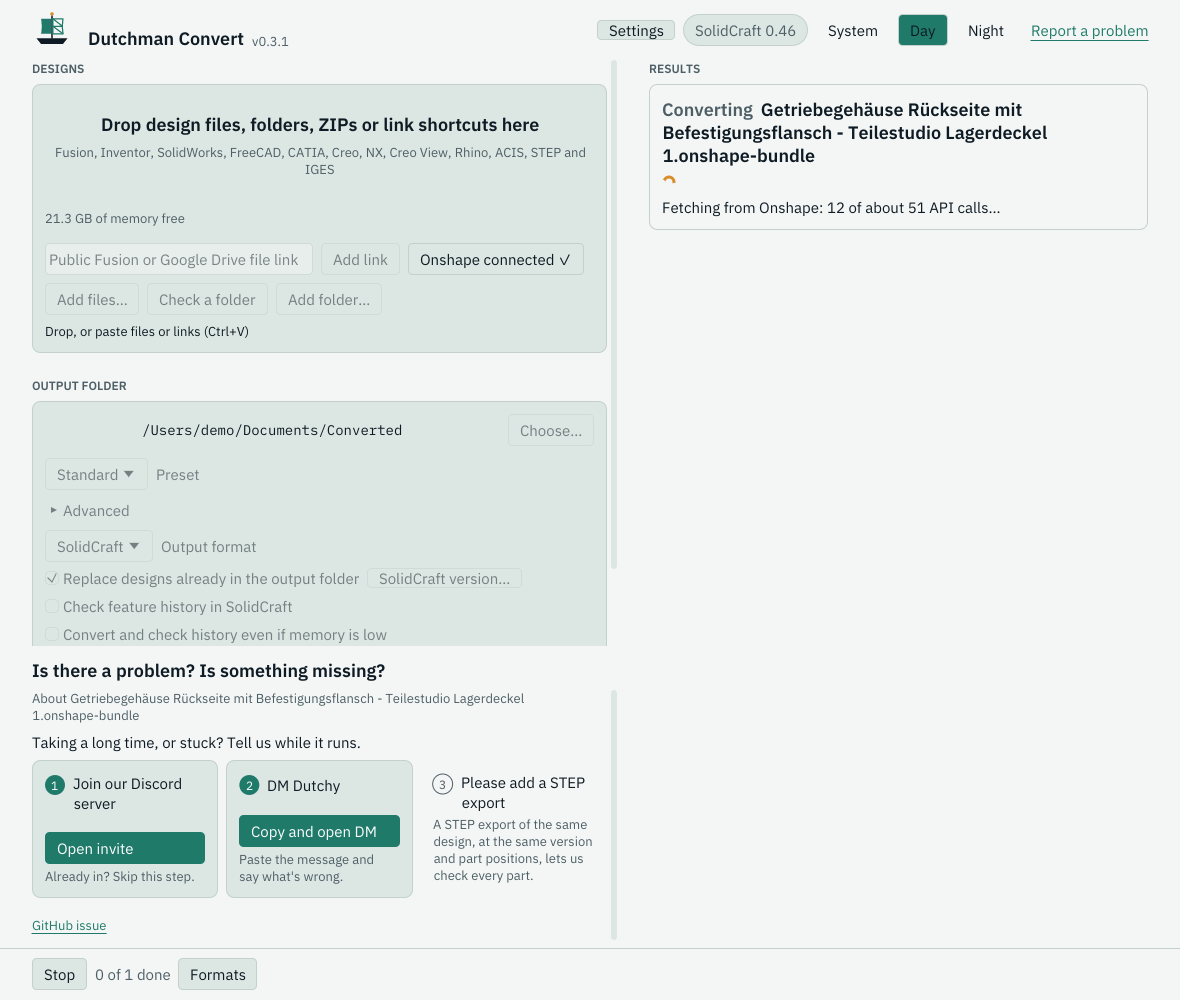 Dutchman Convert v0.3.1
Settings
SolidCraft 0.46
System
Day
Night
Report a problem
DESIGNS
Drop design files, folders, ZIPs or link shortcuts here
Fusion, Inventor, SolidWorks, FreeCAD, CATIA, Creo, NX, Creo View, Rhino, ACIS, STEP and
IGES
21.3 GB of memory free
Public Fusion or Google Drive file link
Add link
Onshape connected ✓
Add files...
Check a folder
Add folder...
Drop, or paste files or links (Ctrl+V)
OUTPUT FOLDER
/Users/demo/Documents/Converted
Choose...
Standard
Preset
Advanced
SolidCraft
Output format
Replace designs already in the output folder
SolidCraft version...
Check feature history in SolidCraft
Convert and check history even if memory is low
Is there a problem? Is something missing?
About Getriebegehäuse Rückseite mit Befestigungsflansch - Teilestudio Lagerdeckel
1.onshape-bundle
Taking a long time, or stuck? Tell us while it runs.
1 Join our Discord
server
Open invite
Already in? Skip this step.
2 DM Dutchy
Copy and open DM
Paste the message and
say what's wrong.
3 Please add a STEP
export
A STEP export of the same
design, at the same version
and part positions, lets us
check every part.
GitHub issue
RESULTS
Converting Getriebegehäuse Rückseite mit
Befestigungsflansch - Teilestudio Lagerdeckel
1.onshape-bundle
Fetching from Onshape: 12 of about 51 API calls...
Stop
0 of 1 done
Formats